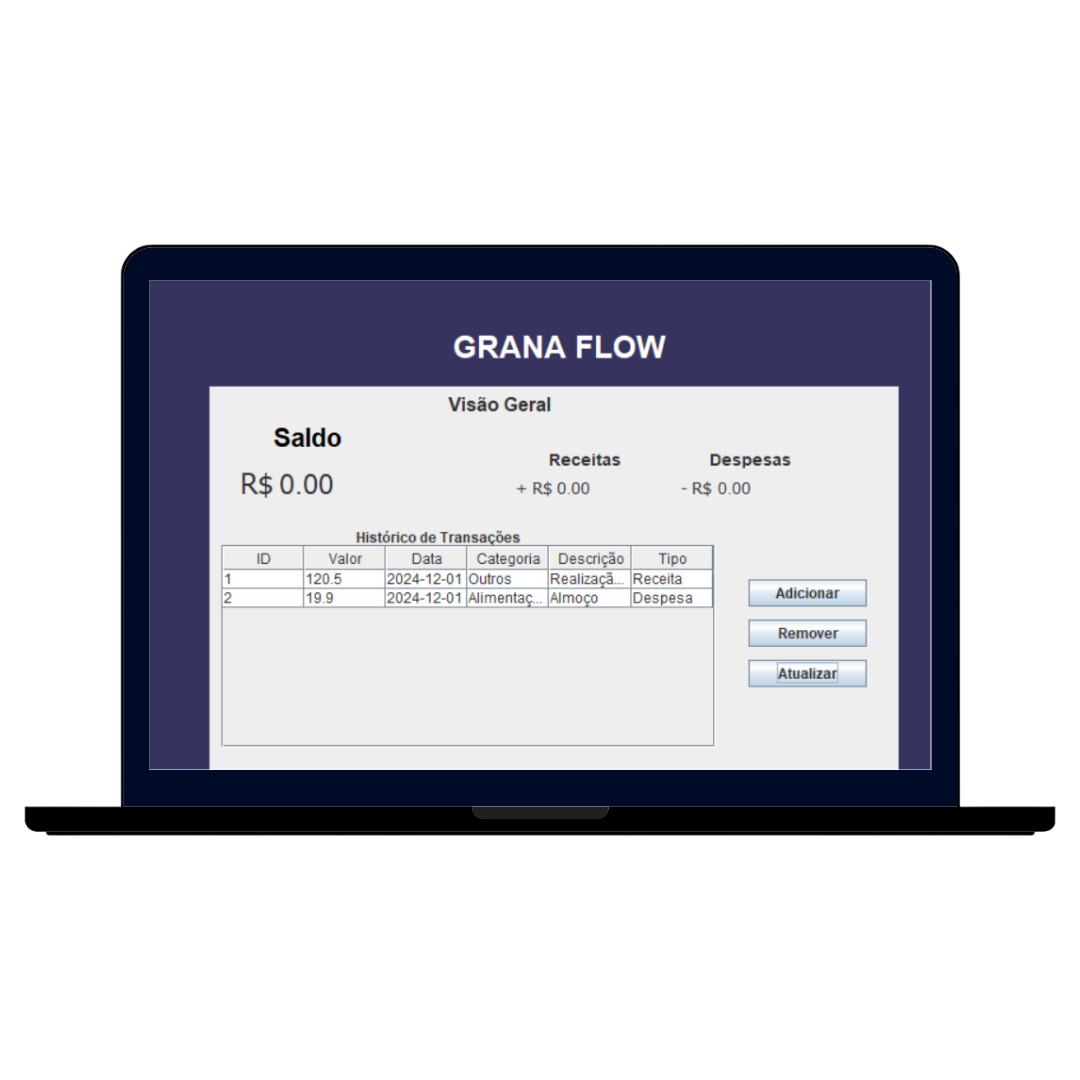 GRANA FLOW
Visão Geral
Saldo
Receitas Despesas
R$ 0.00
+ R$ 0.00 - R$ 0.00
Histórico de Transações
ID Valor Data Categoria Descrição Tipo
1 120.5 2024-12-01 Outros Realizaçã... Receita
2 19.9 2024-12-01 Alimentaç... Almoço Despesa
Adicionar
Remover
Atualizar